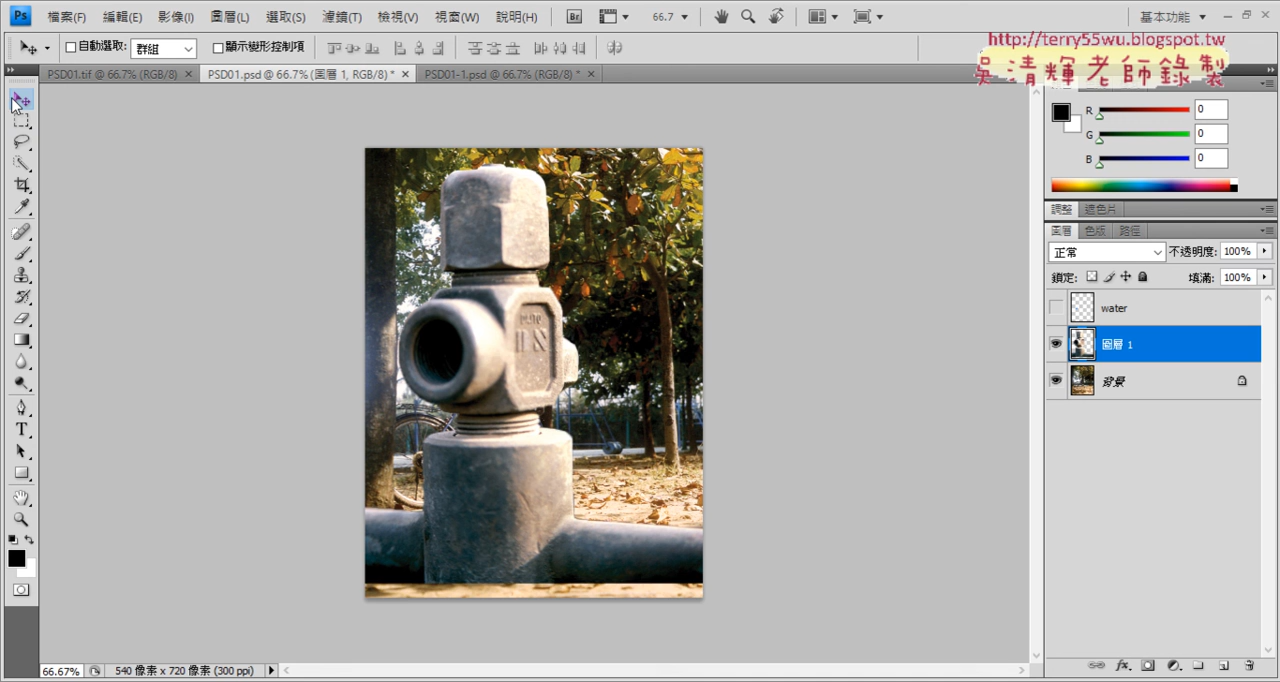 Ps 檔案(F) 編輯(E) 影像(I) 圖層(L) 選取(S) 濾鏡(T) 檢視(V) 視窗(W) 說明(H) Br 66.7 基本功能
自動選取: 群組 顯示變形控制項
http://terry55wu.blogspot.tw
吳清輝老師錄製
PSD01.tif @ 66.7% (RGB/8) × PSD01.psd @ 66.7% (圖層 1, RGB/8) * × PSD01-1.psd @ 66.7% (RGB/8) * ×
R 0
G 0
B 0
調整 遮色片
圖層 色版 路徑
正常 不透明度: 100%
鎖定: 填滿: 100%
water
圖層 1
背景
T
66.67% 540 像素 x 720 像素 (300 ppi)
fx